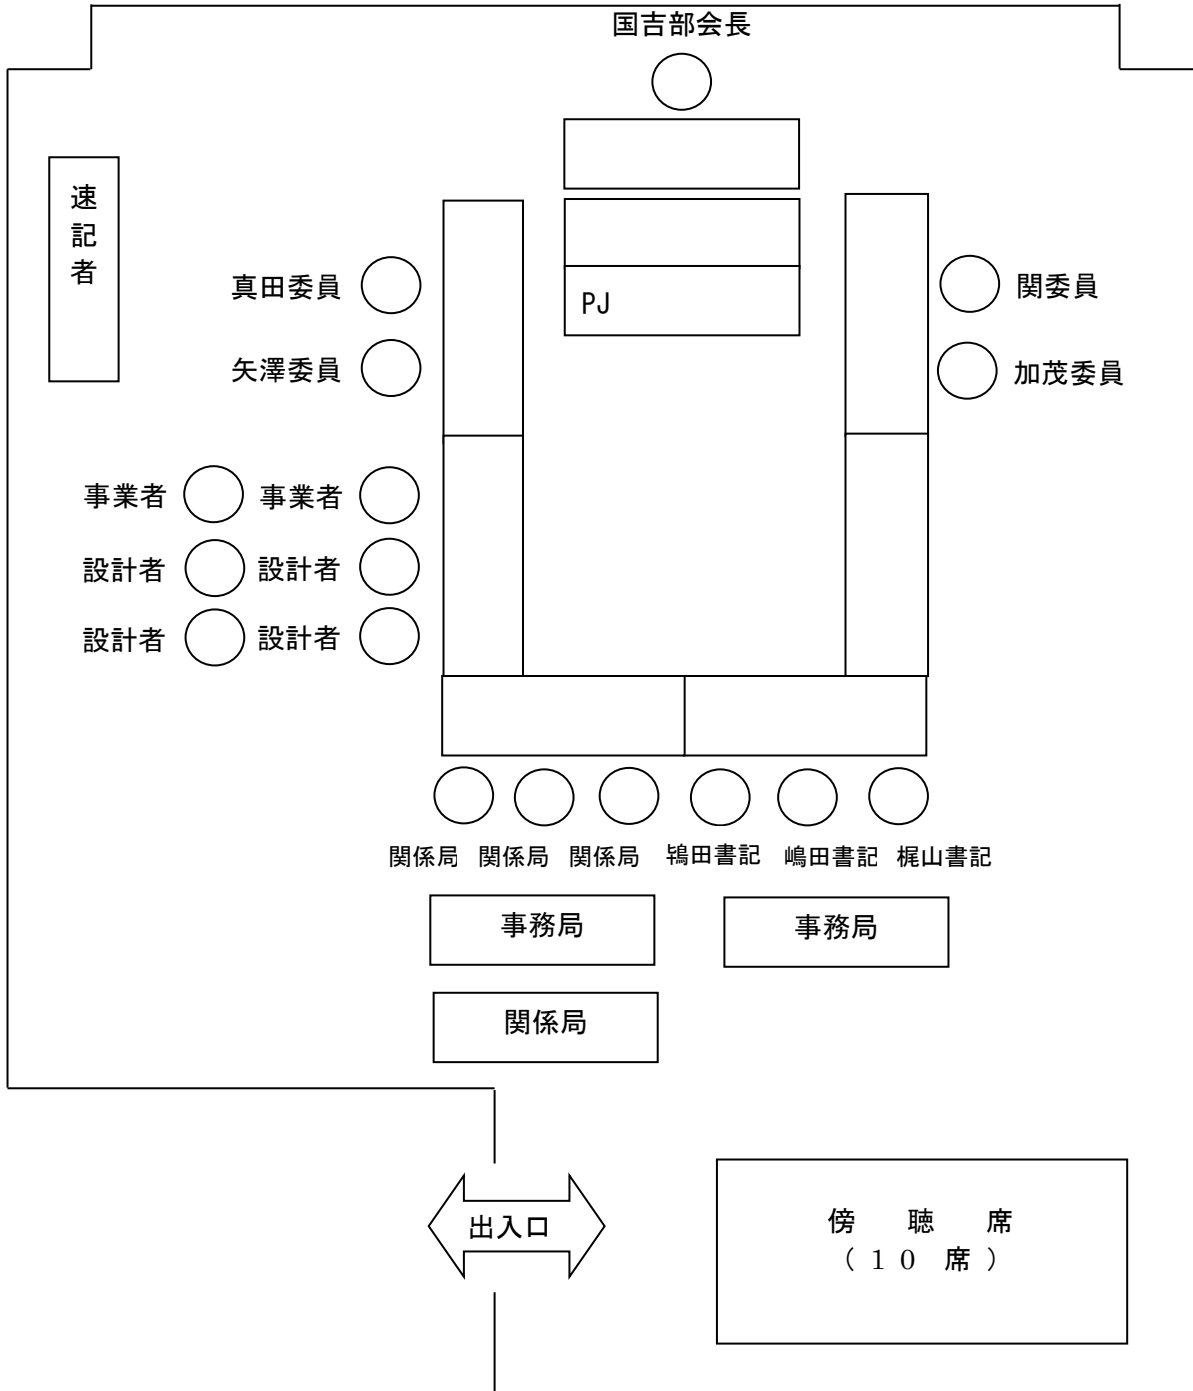 国吉部会長
速記者
真田委員
PJ
関委員
矢澤委員
加茂委員
事業者 事業者
設計者 設計者
設計者 設計者
関係局 関係局 関係局 鴇田書記 嶋田書記 梶山書記
事務局 事務局
関係局
出入口
傍 聴 席
(10 席)